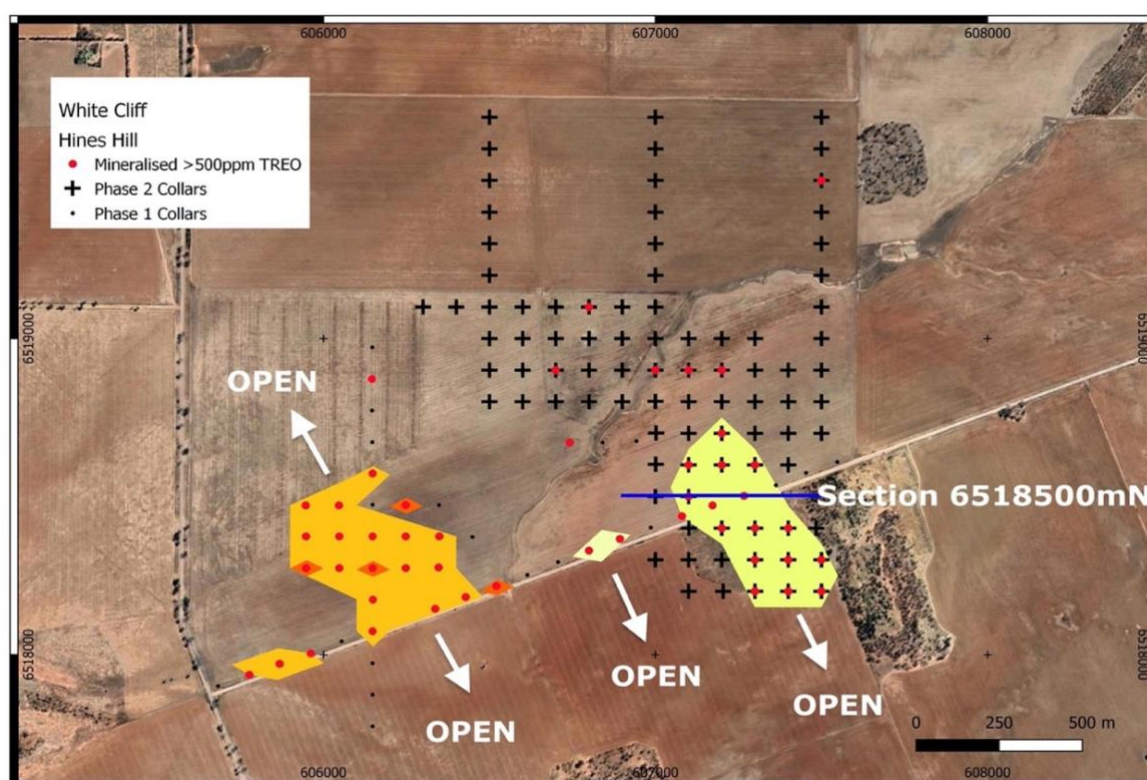 606000 607000 608000
White Cliff
Hines Hill
Mineralised >500ppm TREO
Phase 2 Collars
Phase 1 Collars
6519000
6519000
OPEN
Section 6518500mN
6518000
6518000
OPEN
OPEN
OPEN
0 250 500 m
606000 607000 608000